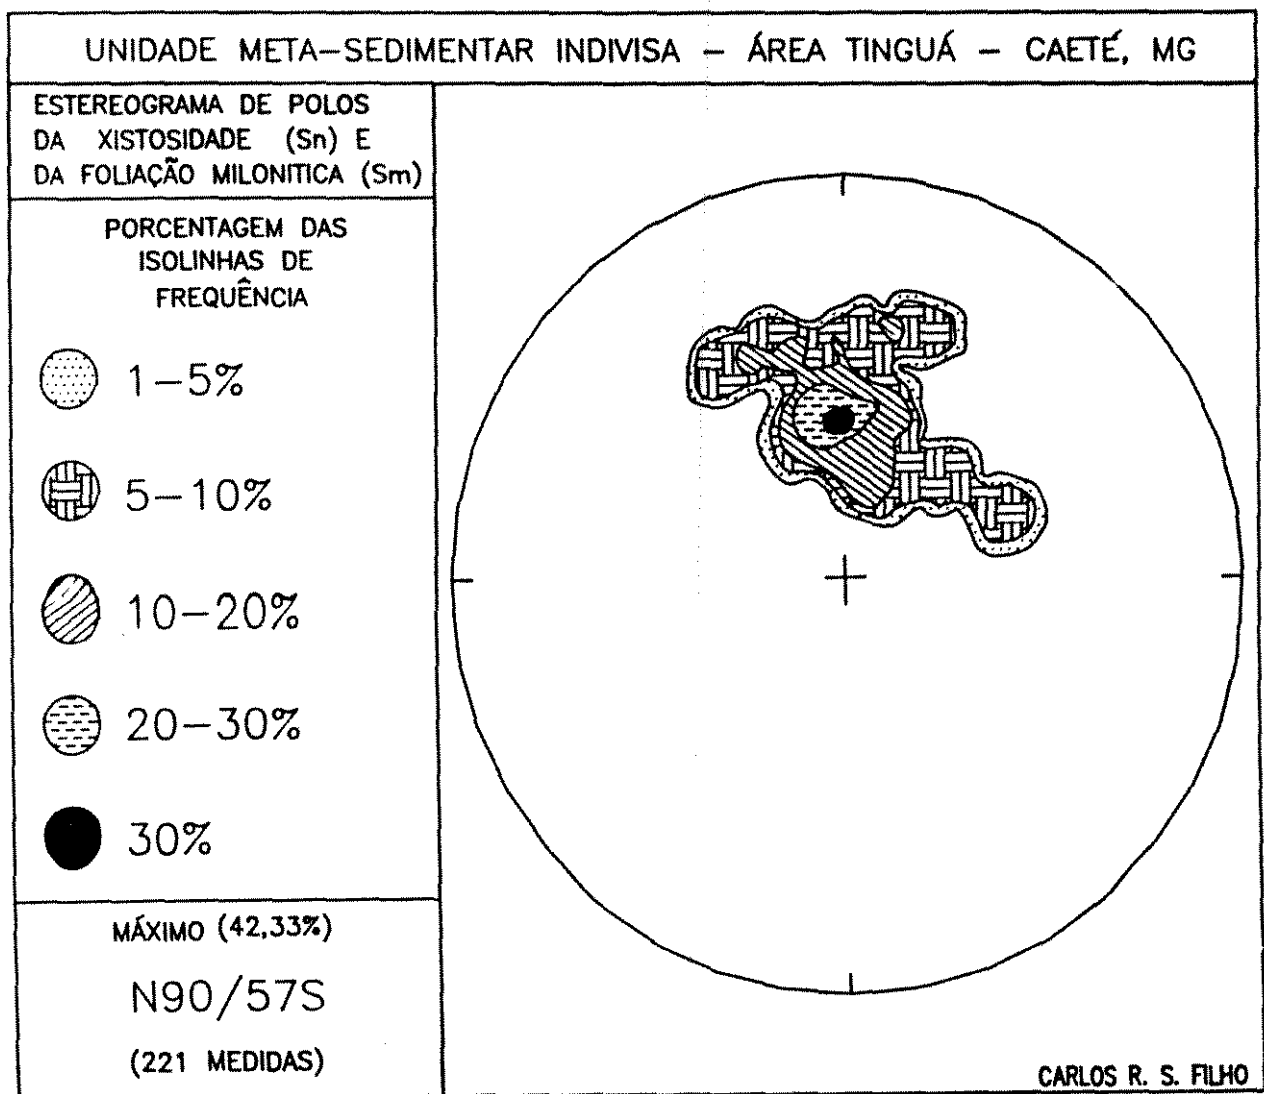 UNIDADE META-SEDIMENTAR INDIVISA - ÁREA TINGUÁ - CAETÉ, MG
ESTEREOGRAMA DE POLOS
DA XISTOSIDADE (Sn) E
DA FOLIAÇÃO MILONITICA (Sm)
PORCENTAGEM DAS
ISOLINHAS DE
FREQUÊNCIA
1-5%
5-10%
10-20%
20-30%
30%
MÁXIMO (42,33%)
N90/57S
(221 MEDIDAS)
CARLOS R. S. FILHO